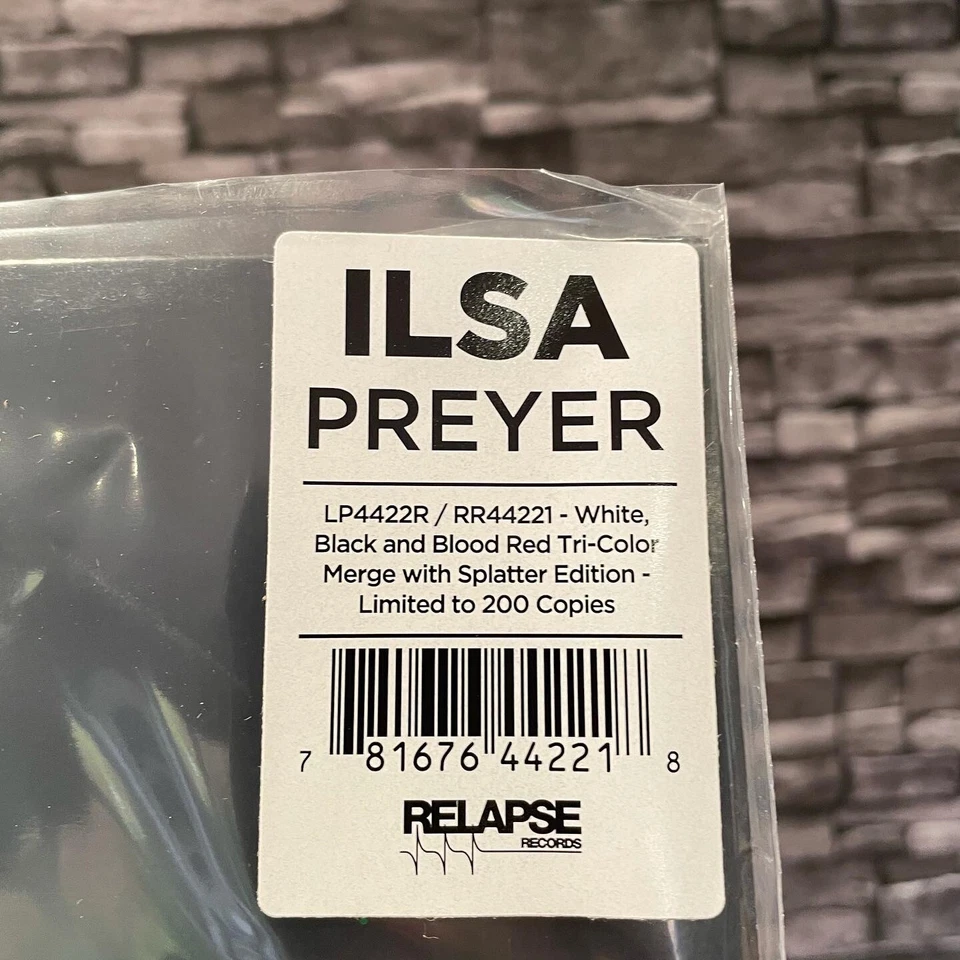 ILSA
PREYER
LP4422R / RR44221 - White,
Black and Blood Red Tri-Color
Merge with Splatter Edition -
Limited to 200 Copies
7 81676 44221 8
RELAPSE
RECORDS